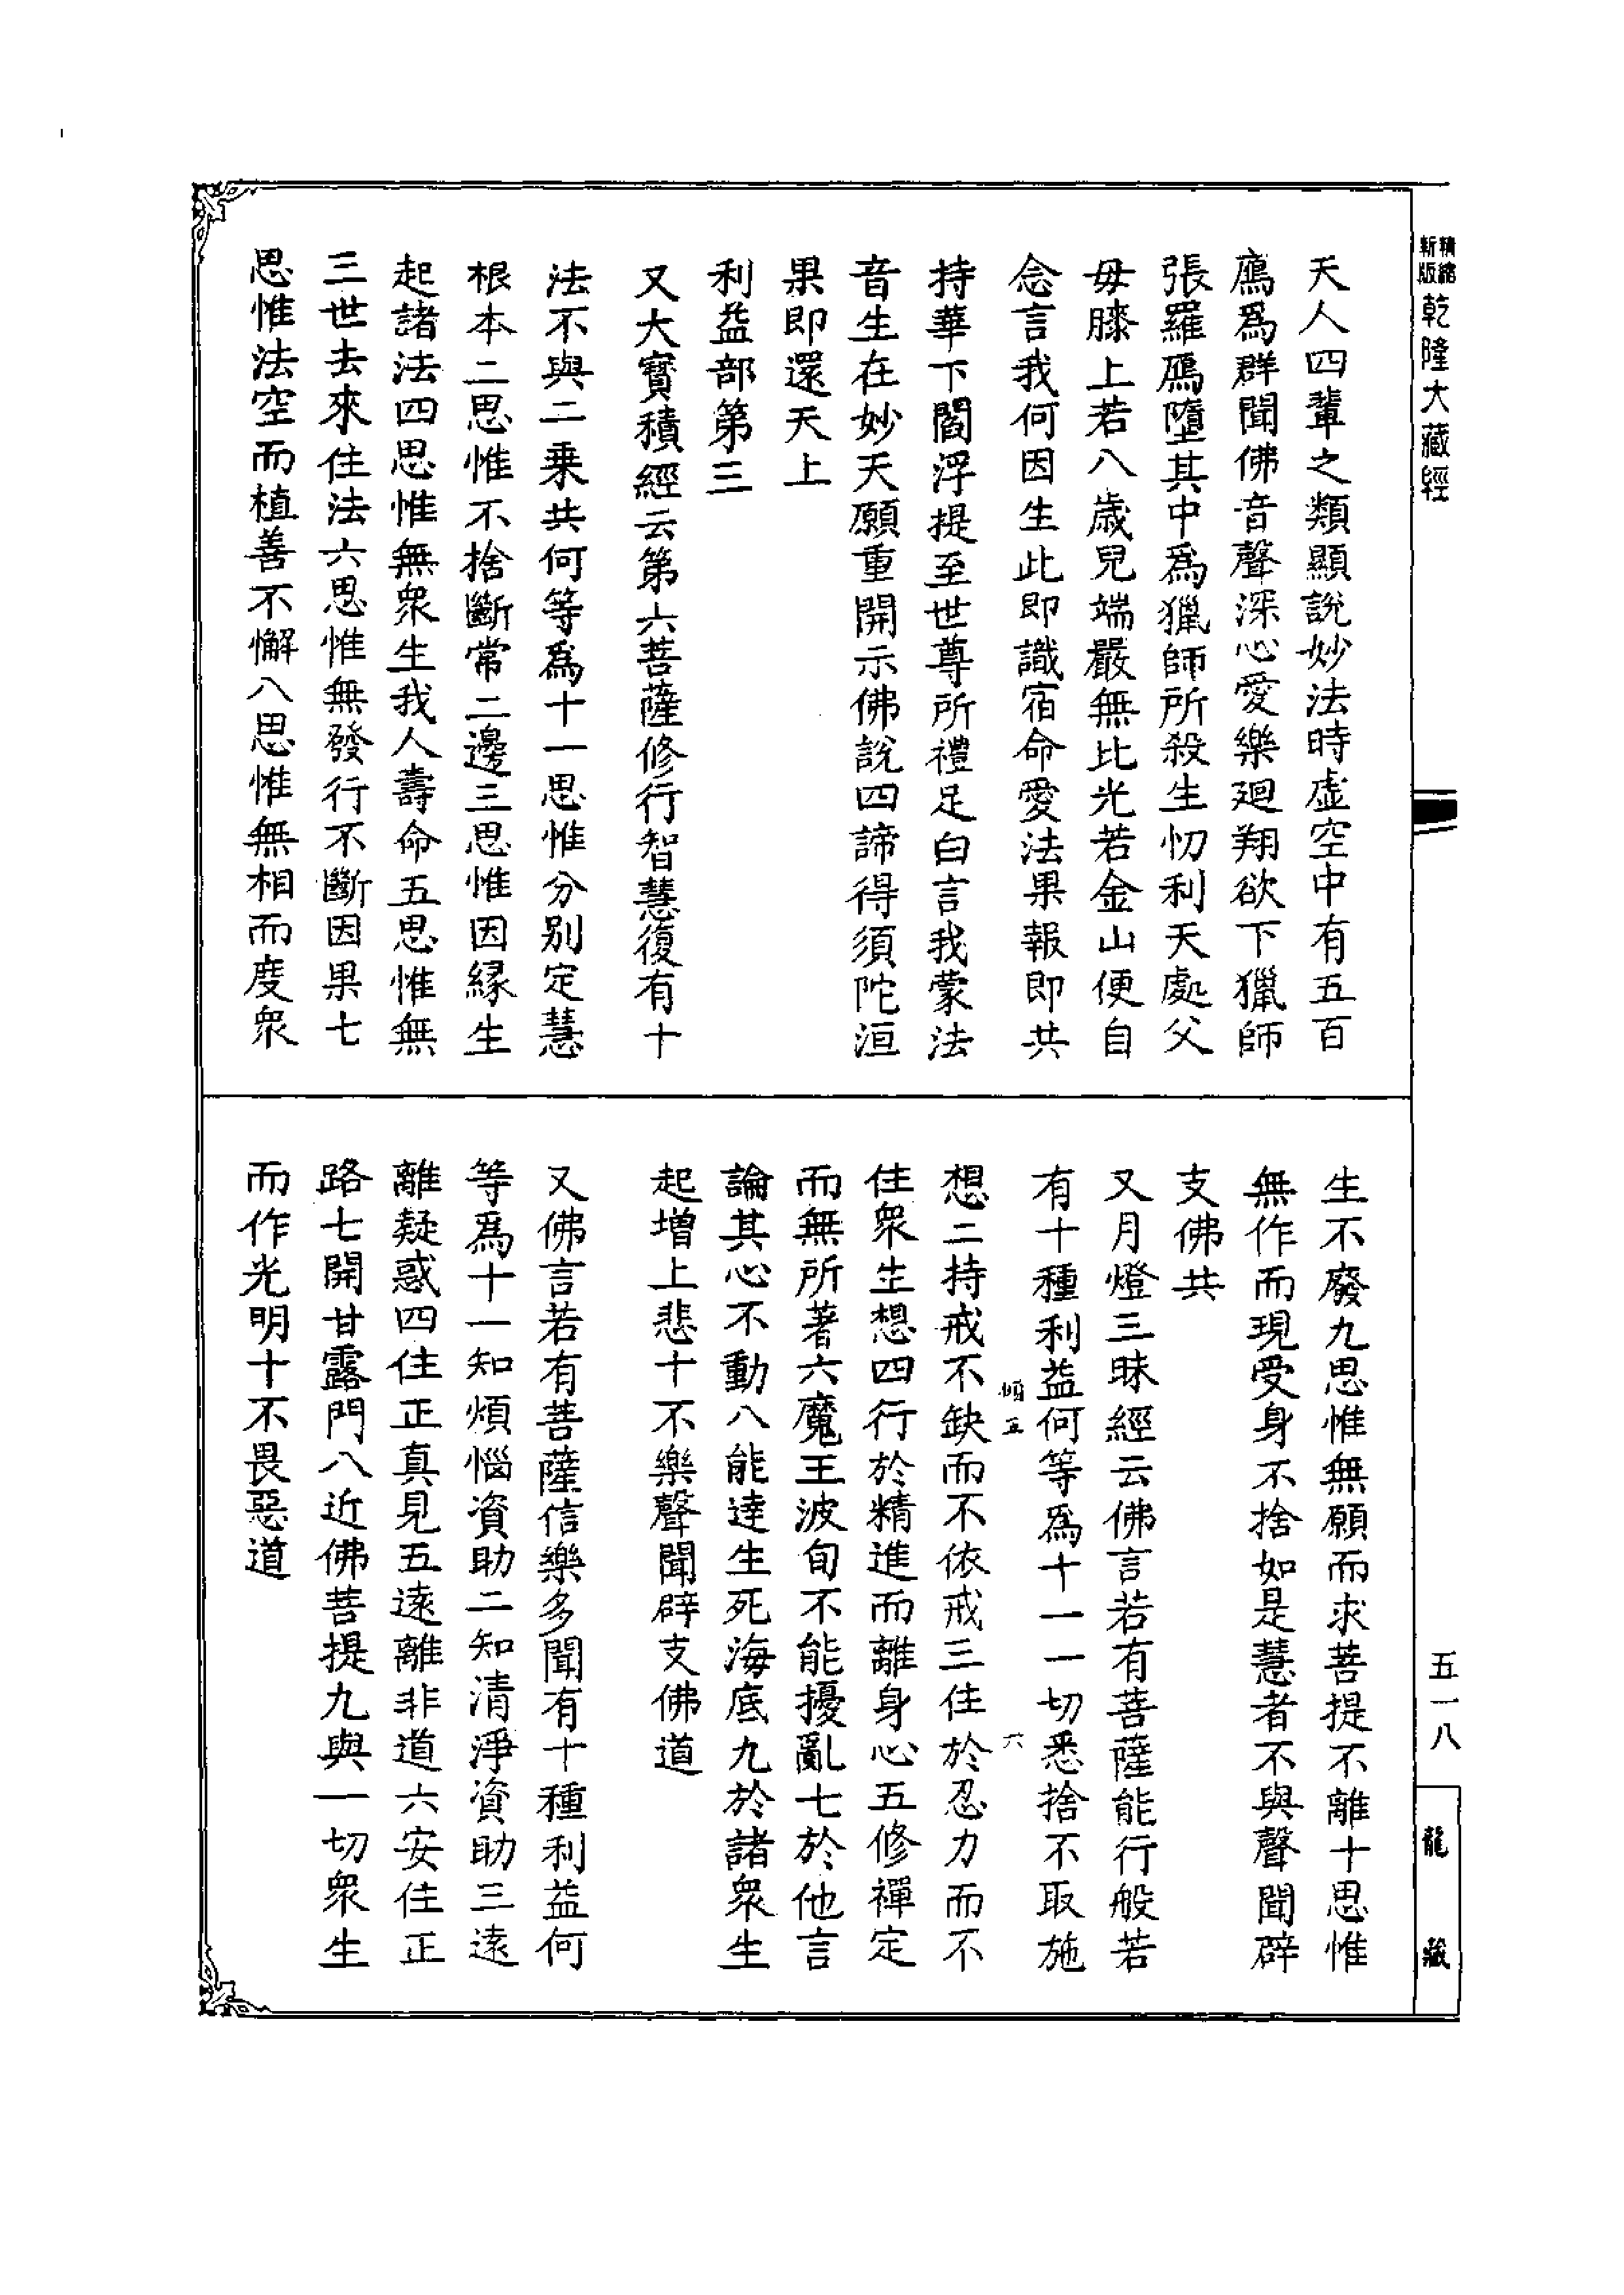 精縮
新版
乾隆大藏經
天人四輩之類顯說妙法時虛空中有五百
鴈爲群聞佛音聲深心愛樂廻翔欲下獵師
張羅鴈墮其中爲獵師所殺生忉利天處父
母膝上若八歲兒端嚴無比光若金山便自
念言我何因生此即識宿命愛法果報即共
持華下閻浮提至世尊所禮足白言我蒙法
音生在妙天願重開示佛說四諦得須陀洹
果即還天上
利益部第三
又大寶積經云第六菩薩修行智慧復有十
法不與二乗共何等爲十一思惟分別定慧
根本二思惟不捨斷常二邊三思惟因緣生
起諸法四思惟無衆生我人壽命五思惟無
三世去來住法六思惟無發行不斷因果七
思惟法空而植善不懈八思惟無相而度衆
生不廢九思惟無願而求菩提不離十思惟
無作而現受身不捨如是慧者不與聲聞辟
支佛共
又月燈三昧經云佛言若有菩薩能行般若
有十種利益何等爲十一一切悉捨不取施
想二持戒不缺而不依戒三住於忍力而不
住衆生想四行於精進而離身心五修禪定
而無所著六魔王波旬不能擾亂七於他言
論其心不動八能達生死海底九於諸衆生
起增上悲十不樂聲聞辟支佛道
又佛言若有菩薩信樂多聞有十種利益何
等爲十一知煩惱資助二知清淨資助三遠
離疑惑四住正真見五遠離非道六安住正
路七開甘露門八近佛菩提九與一切衆生
而作光明十不畏惡道
五一八
龍藏